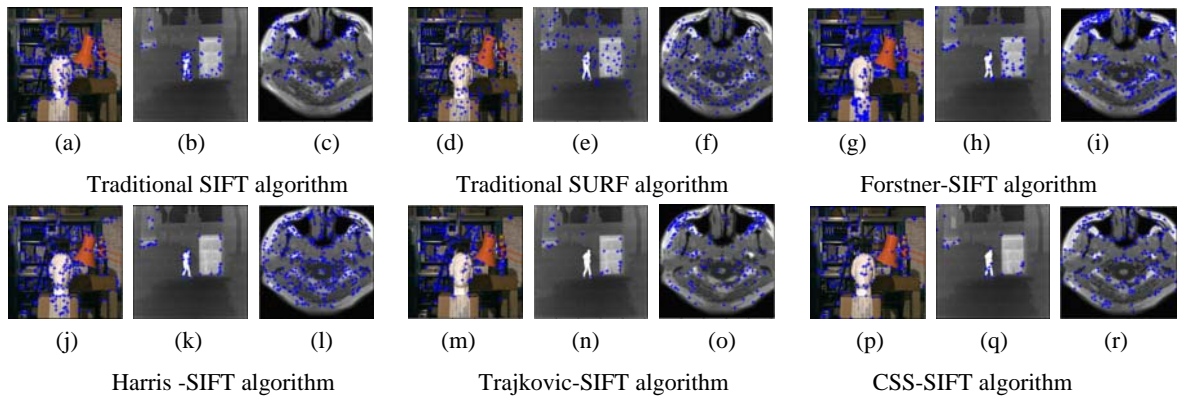 (a) (b) (c) (d) (e) (f) (g) (h) (i)
Traditional SIFT algorithm Traditional SURF algorithm Forstner-SIFT algorithm
(j) (k) (l) (m) (n) (o) (p) (q) (r)
Harris -SIFT algorithm Trajkovic-SIFT algorithm CSS-SIFT algorithm